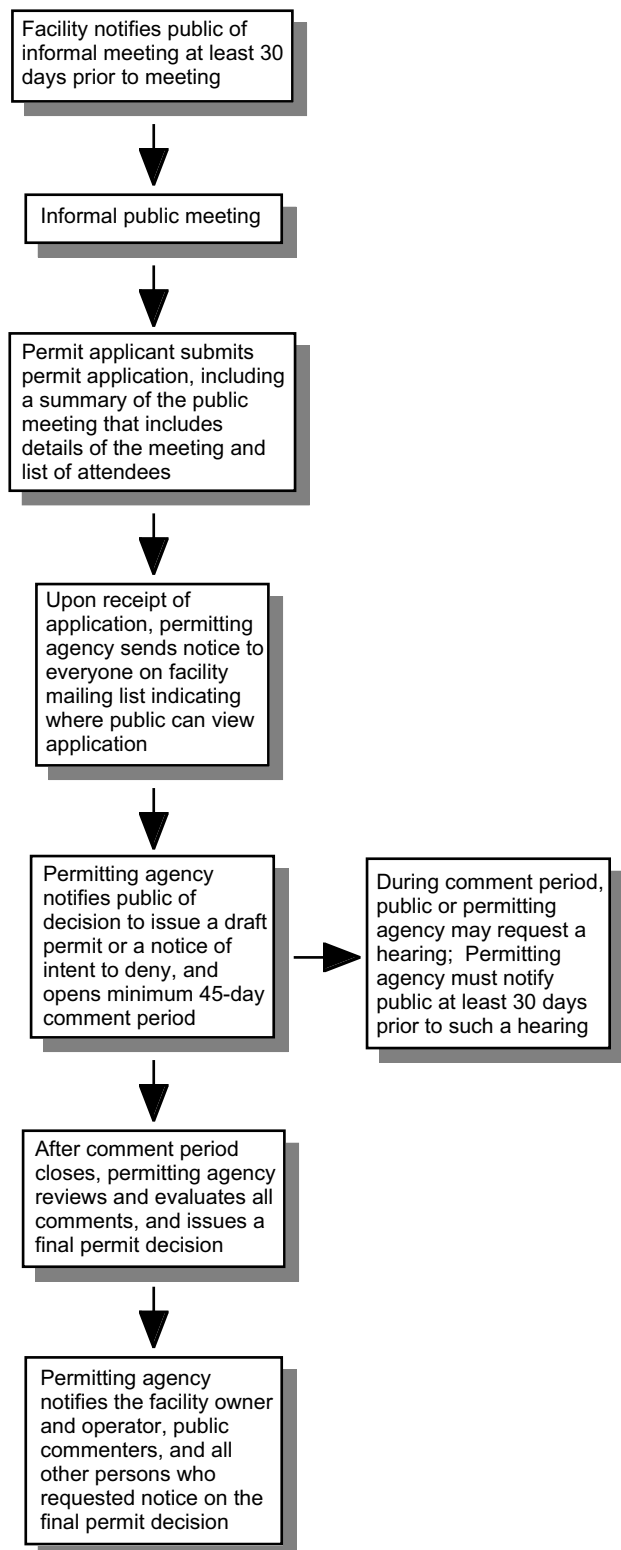 Facility notifies public of
informal meeting at least 30
days prior to meeting
Informal public meeting
Permit applicant submits
permit application, including
a summary of the public
meeting that includes
details of the meeting and
list of attendees
Upon receipt of
application, permitting
agency sends notice to
everyone on facility
mailing list indicating
where public can view
application
Permitting agency
notifies public of
decision to issue a draft
permit or a notice of
intent to deny, and
opens minimum 45-day
comment period
During comment period,
public or permitting
agency may request a
hearing; Permitting
agency must notify
public at least 30 days
prior to such a hearing
After comment period
closes, permitting agency
reviews and evaluates all
comments, and issues a
final permit decision
Permitting agency
notifies the facility owner
and operator, public
commenters, and all
other persons who
requested notice on the
final permit decision